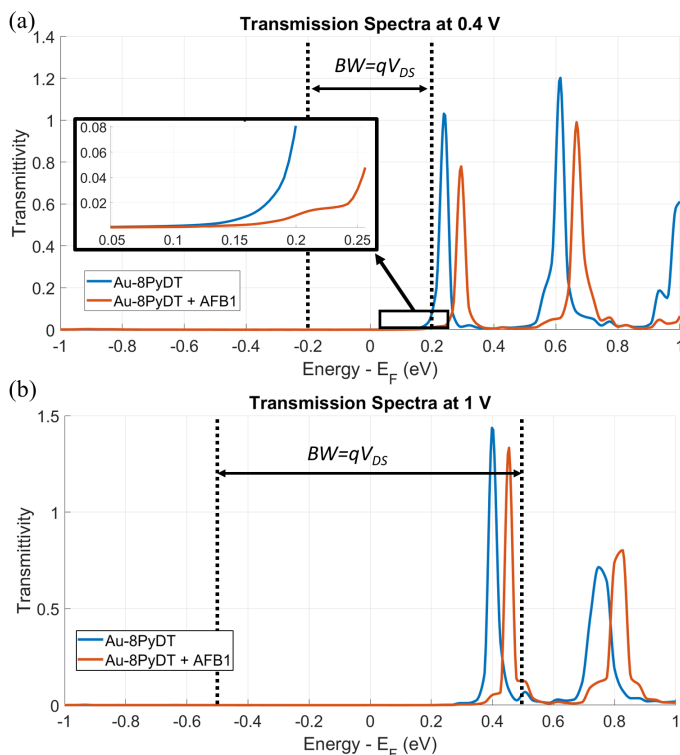 (a)
Transmission Spectra at 0.4 V
1.4
1.2
1
0.8
0.6
0.4
0.2
0
Transmittivity
BW=qV_DS
0.08
0.06
0.04
0.02
0.05 0.1 0.15 0.2 0.25
Au-8PyDT
Au-8PyDT + AFB1
-1 -0.8 -0.6 -0.4 -0.2 0 0.2 0.4 0.6 0.8 1
Energy - E_F (eV)
(b)
Transmission Spectra at 1 V
1.5
1
0.5
0
Transmittivity
BW=qV_DS
Au-8PyDT
Au-8PyDT + AFB1
-1 -0.8 -0.6 -0.4 -0.2 0 0.2 0.4 0.6 0.8 1
Energy - E_F (eV)